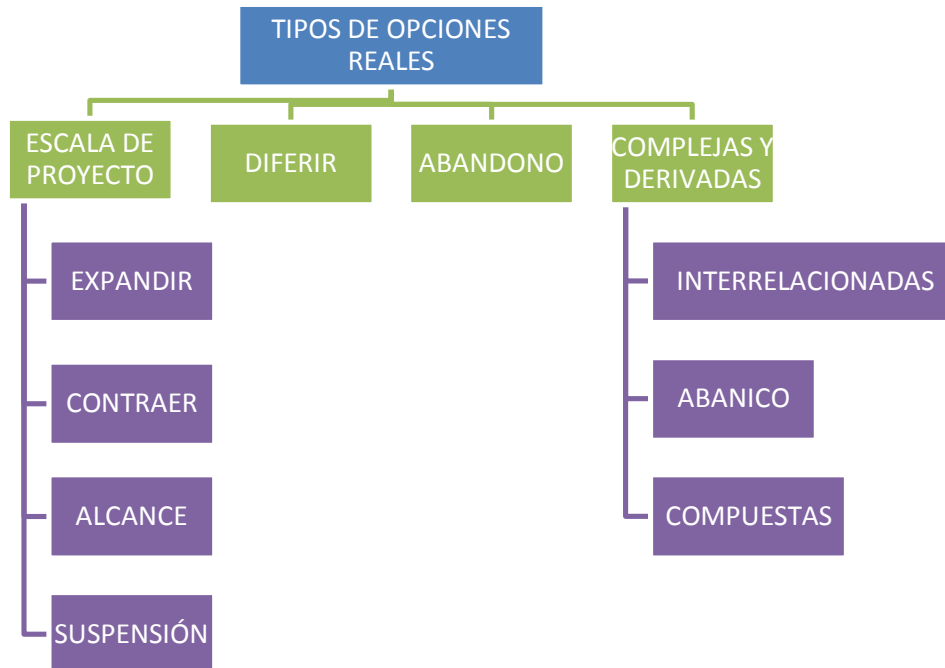 TIPOS DE OPCIONES
REALES
ESCALA DE
PROYECTO
DIFERIR
ABANDONO
COMPLEJAS Y
DERIVADAS
EXPANDIR
CONTRAER
ALCANCE
SUSPENSIÓN
INTERRELACIONADAS
ABANICO
COMPUESTAS